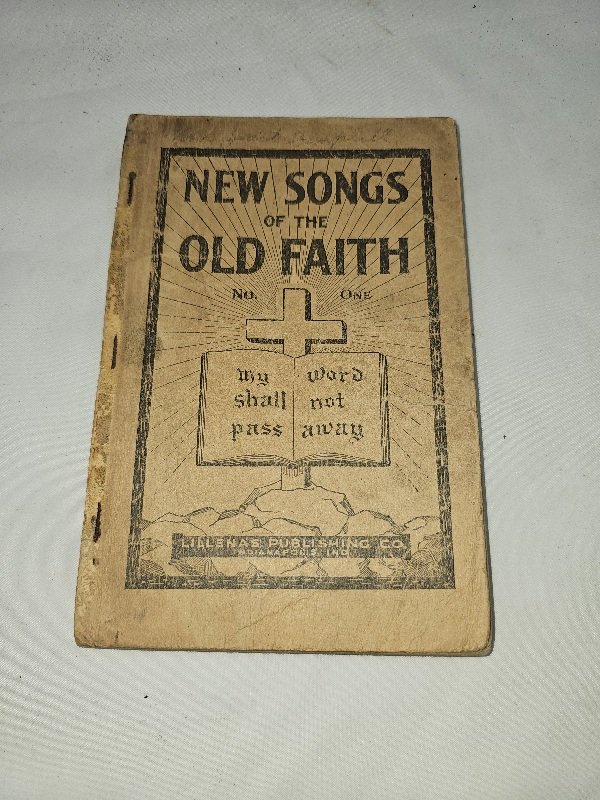 NEW SONGS
OF THE
OLD FAITH
No. ONE
my word
shall not
pass away
LILLENAS PUBLISHING CO.
INDIANAPOLIS, IND.